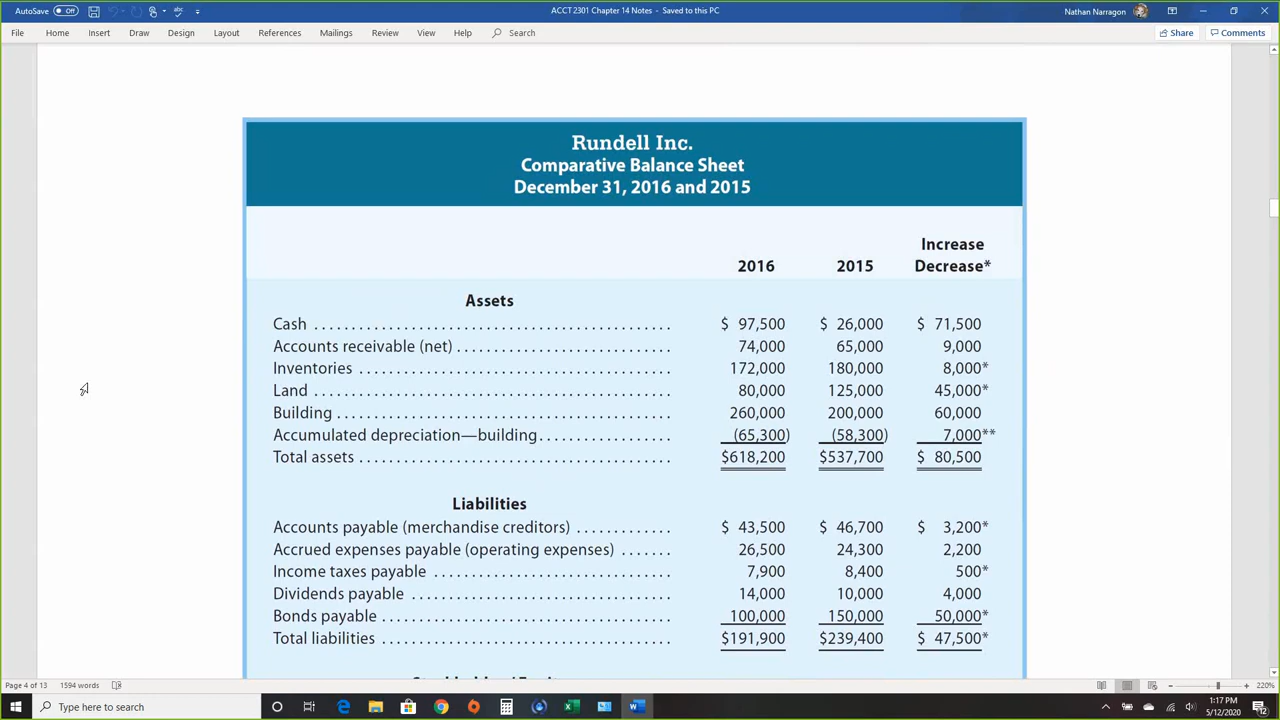 AutoSave Off ACCT 2301 Chapter 14 Notes - Saved to this PC Nathan Narragon
File Home Insert Draw Design Layout References Mailings Review View Help Search Share Comments
Rundell Inc.
Comparative Balance Sheet
December 31, 2016 and 2015
Increase
2016 2015 Decrease*
Assets
Cash $ 97,500 $ 26,000 $ 71,500
Accounts receivable (net) 74,000 65,000 9,000
Inventories 172,000 180,000 8,000*
Land 80,000 125,000 45,000*
Building 260,000 200,000 60,000
Accumulated depreciation—building (65,300) (58,300) 7,000**
Total assets $618,200 $537,700 $ 80,500
Liabilities
Accounts payable (merchandise creditors) $ 43,500 $ 46,700 $ 3,200*
Accrued expenses payable (operating expenses) 26,500 24,300 2,200
Income taxes payable 7,900 8,400 500*
Dividends payable 14,000 10,000 4,000
Bonds payable 100,000 150,000 50,000*
Total liabilities $191,900 $239,400 $ 47,500*
Page 4 of 13 1594 words 220%
Type here to search 1:17 PM
5/12/2020 12